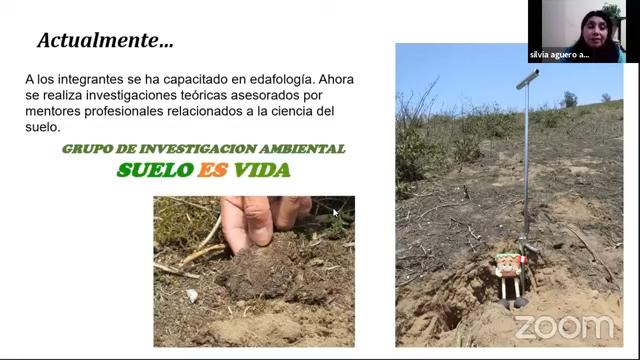 Actualmente...
A los integrantes se ha capacitado en edafología. Ahora
se realiza investigaciones teóricas asesorados por
mentores profesionales relacionados a la ciencia del
suelo.
GRUPO DE INVESTIGACION AMBIENTAL
SUELO ES VIDA
silvia aguero a...
zoom